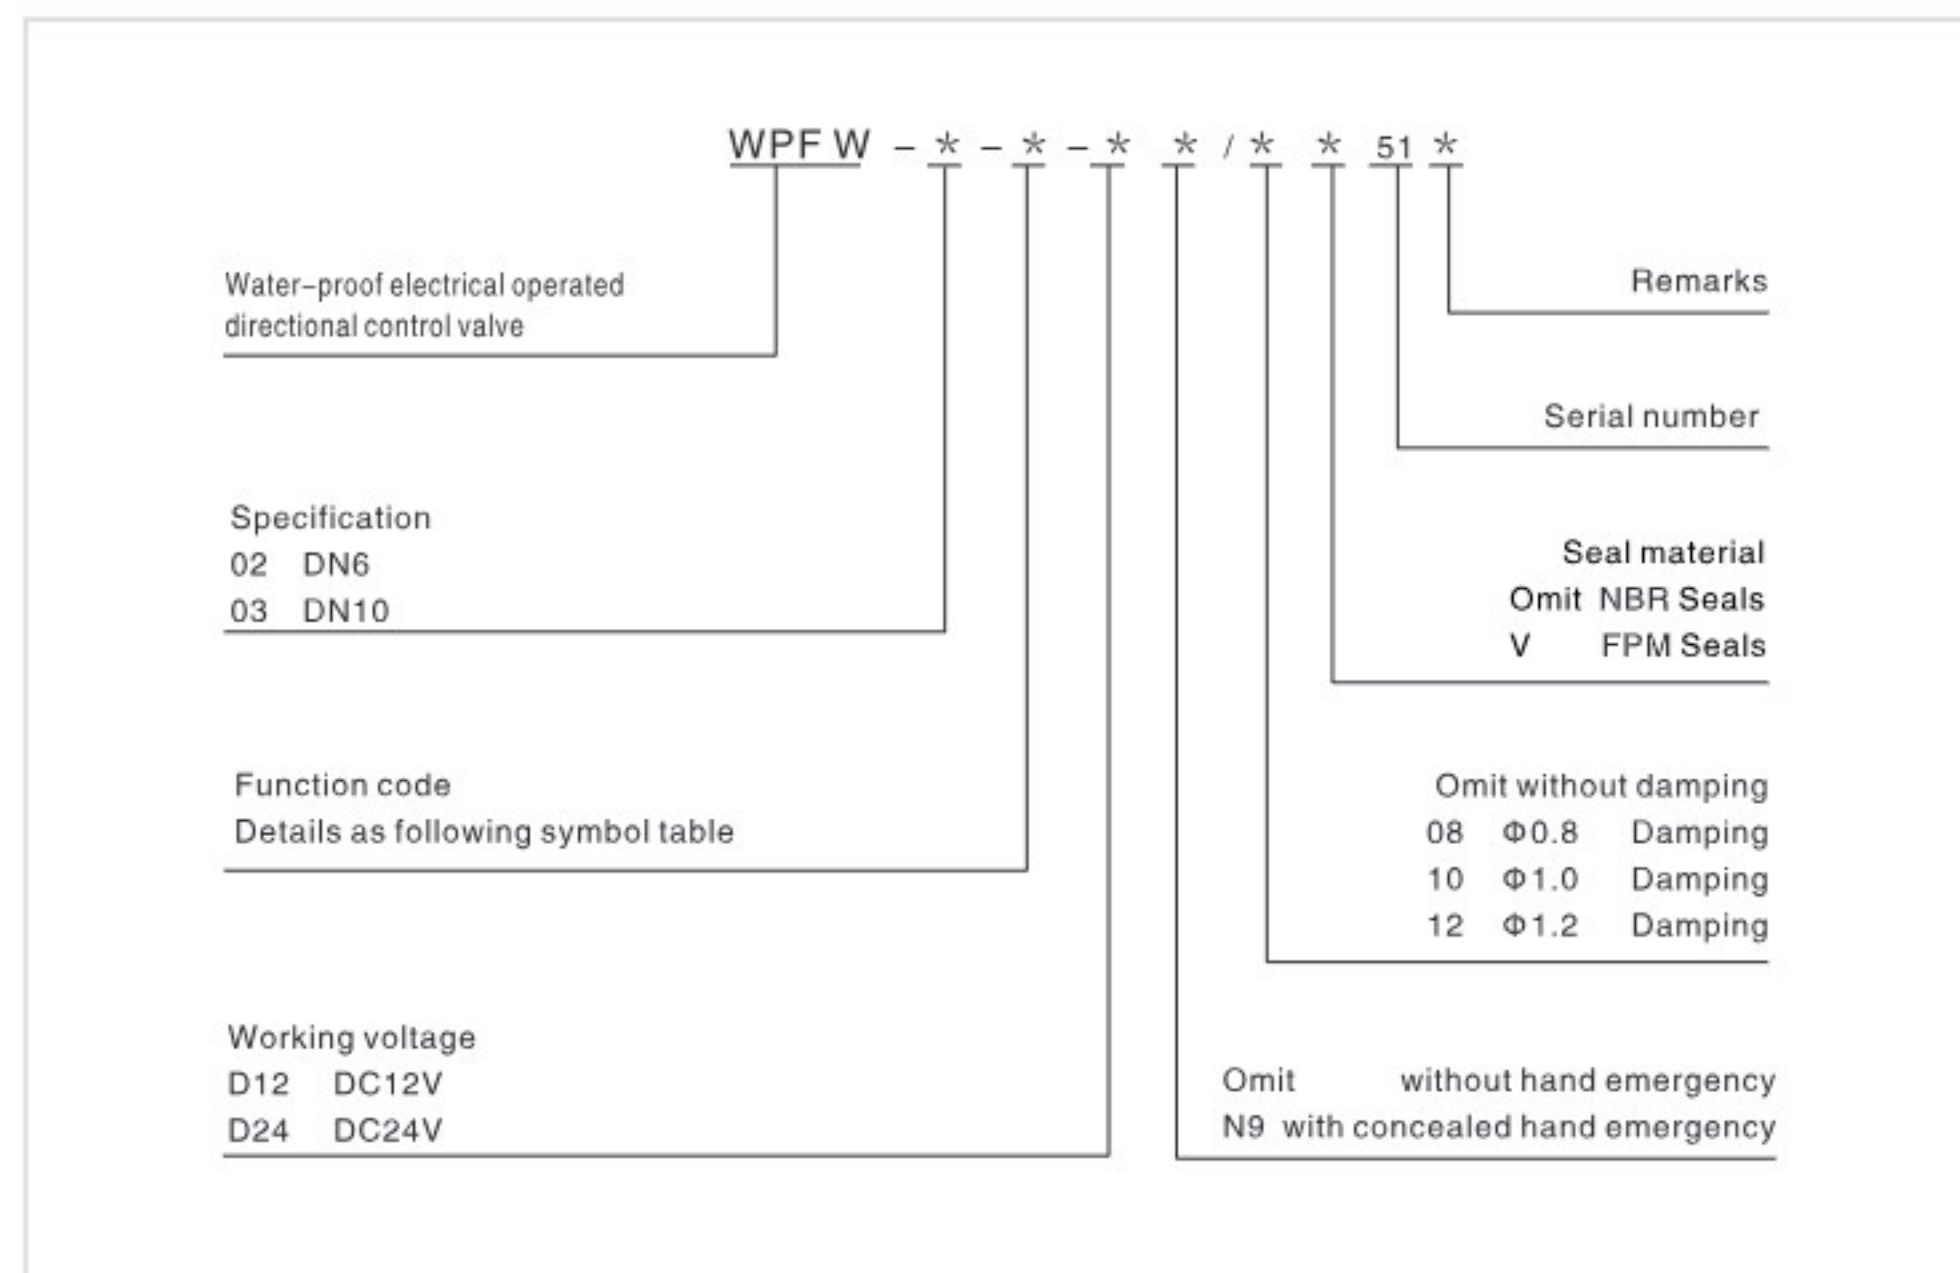 WPF W - * - * - * * / * * 51 *
Water-proof electrical operated
directional control valve
Specification
02 DN6
03 DN10
Function code
Details as following symbol table
Working voltage
D12 DC12V
D24 DC24V
Remarks
Serial number
Seal material
Omit NBR Seals
V FPM Seals
Omit without damping
08 Φ0.8 Damping
10 Φ1.0 Damping
12 Φ1.2 Damping
Omit without hand emergency
N9 with concealed hand emergency